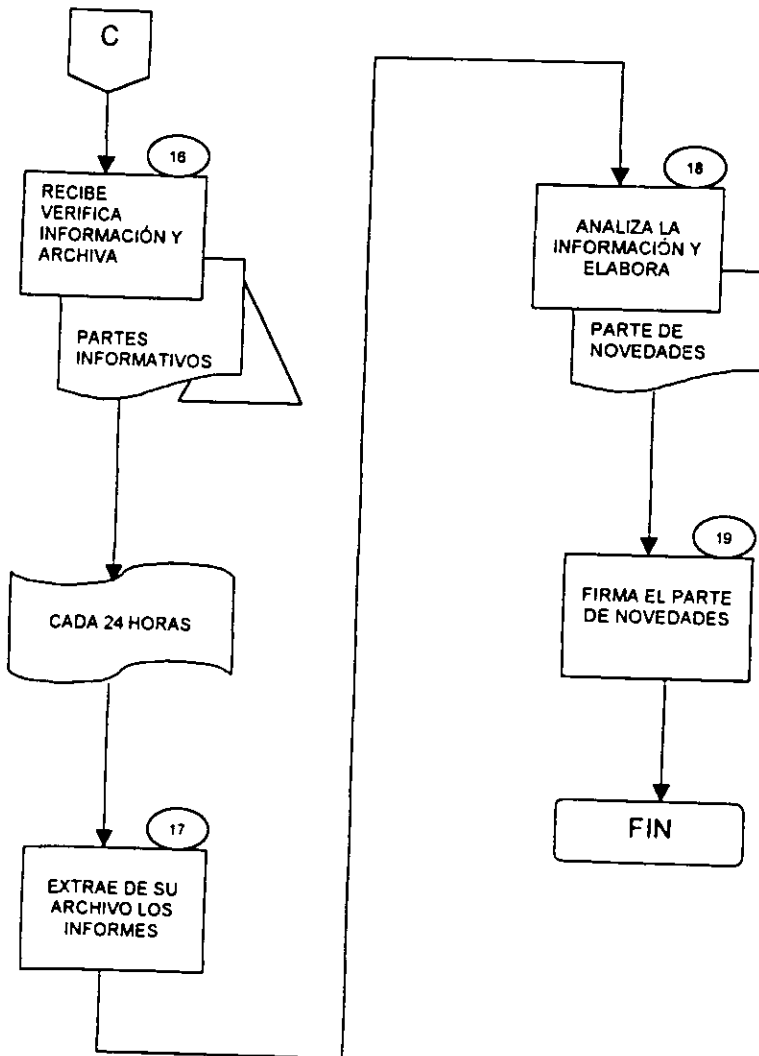 C
16
RECIBE
VERIFICA
INFORMACIÓN Y
ARCHIVA
PARTES
INFORMATIVOS
CADA 24 HORAS
17
EXTRAE DE SU
ARCHIVO LOS
INFORMES
18
ANALIZA LA
INFORMACIÓN Y
ELABORA
PARTE DE
NOVEDADES
19
FIRMA EL PARTE
DE NOVEDADES
FIN